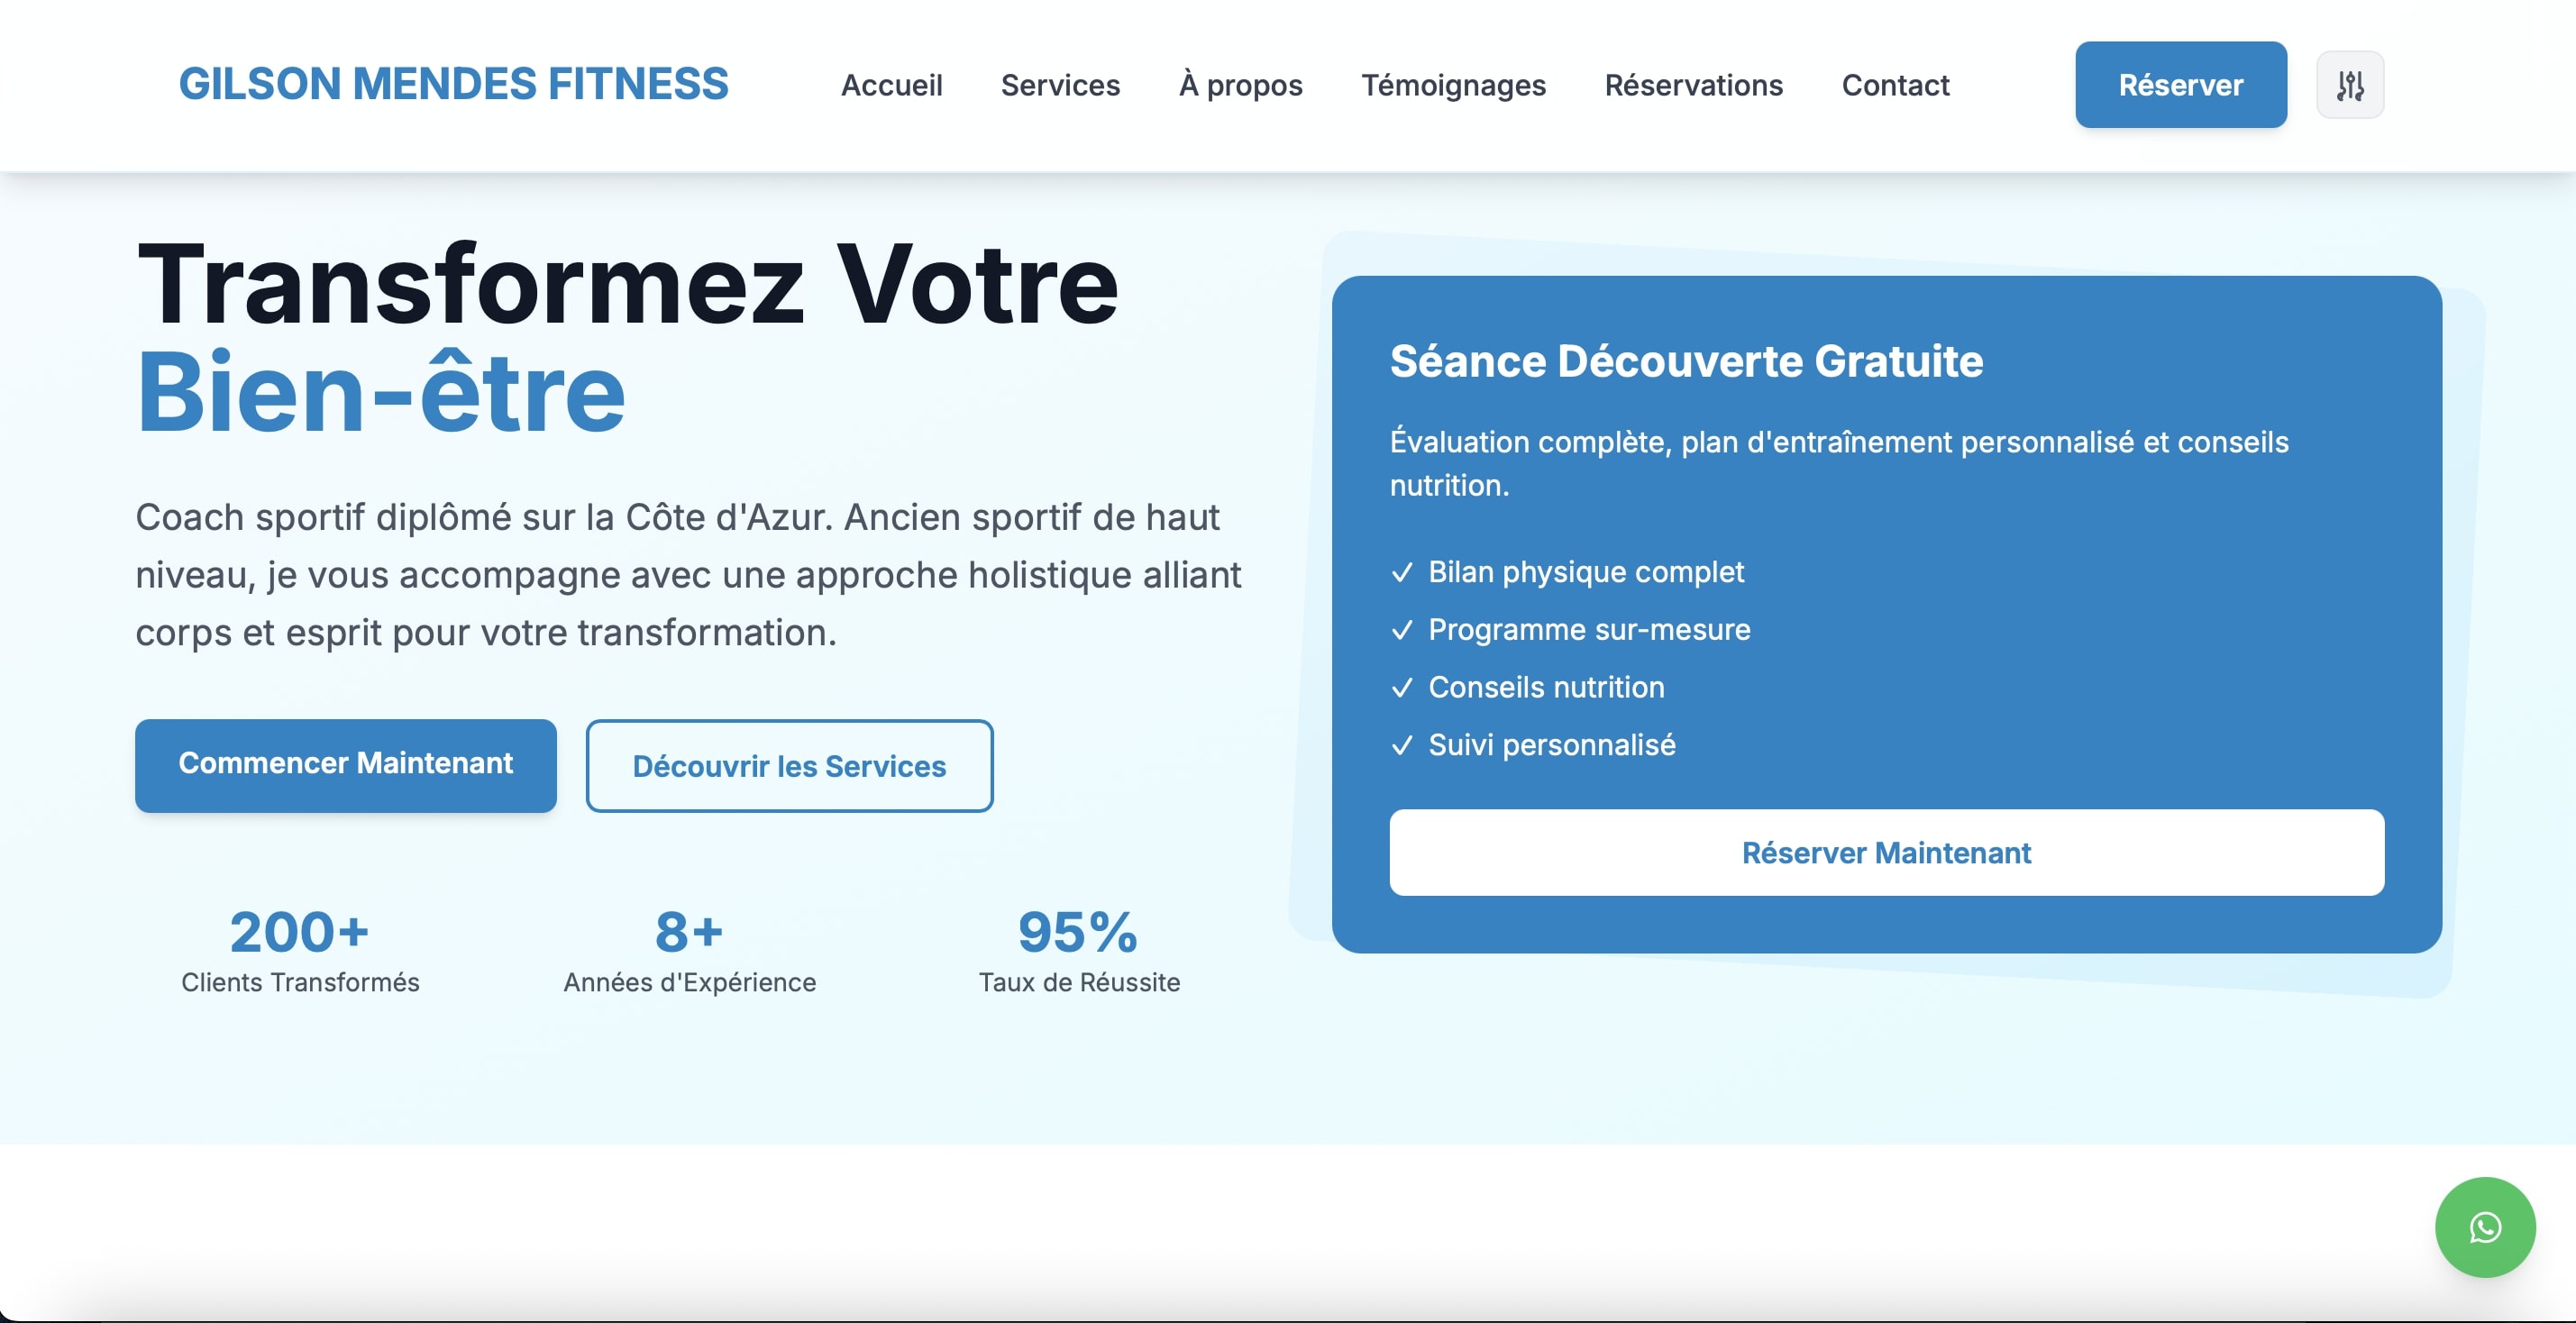 GILSON MENDES FITNESS
Accueil
Services
À propos
Témoignages
Réservations
Contact
Réserver
Transformez Votre
Bien-être
Coach sportif diplômé sur la Côte d'Azur. Ancien sportif de haut
niveau, je vous accompagne avec une approche holistique alliant
corps et esprit pour votre transformation.
Commencer Maintenant
Découvrir les Services
200+
Clients Transformés
8+
Années d'Expérience
95%
Taux de Réussite
Séance Découverte Gratuite
Évaluation complète, plan d'entraînement personnalisé et conseils
nutrition.
Bilan physique complet
Programme sur-mesure
Conseils nutrition
Suivi personnalisé
Réserver Maintenant